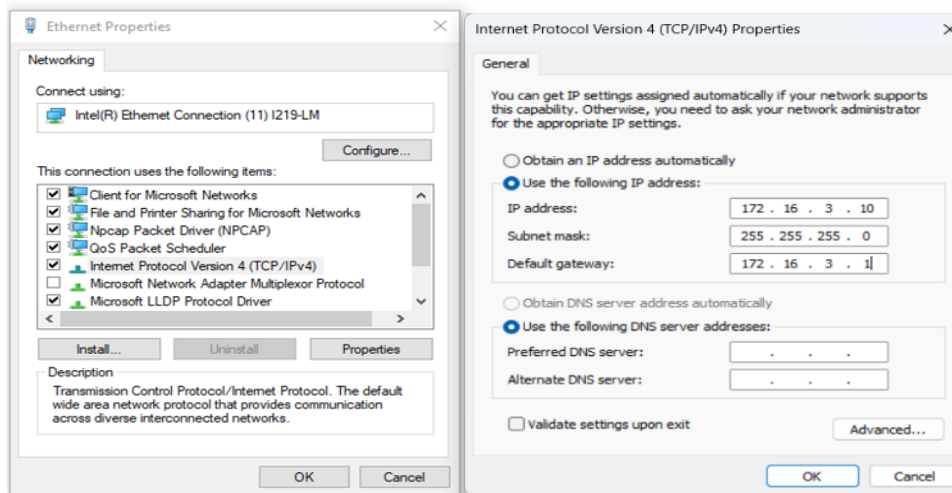 Ethernet Properties
Networking
Connect using:
Intel(R) Ethernet Connection (11) I219-LM
Configure...
This connection uses the following items:
Client for Microsoft Networks
File and Printer Sharing for Microsoft Networks
Npcap Packet Driver (NPCAP)
QoS Packet Scheduler
Internet Protocol Version 4 (TCP/IPv4)
Microsoft Network Adapter Multiplexor Protocol
Microsoft LLDP Protocol Driver
Install...
Uninstall
Properties
Description
Transmission Control Protocol/Internet Protocol. The default
wide area network protocol that provides communication
across diverse interconnected networks.
OK
Cancel
Internet Protocol Version 4 (TCP/IPv4) Properties
General
You can get IP settings assigned automatically if your network supports
this capability. Otherwise, you need to ask your network administrator
for the appropriate IP settings.
Obtain an IP address automatically
Use the following IP address:
IP address: 172 . 16 . 3 . 10
Subnet mask: 255 . 255 . 255 . 0
Default gateway: 172 . 16 . 3 . 1
Obtain DNS server address automatically
Use the following DNS server addresses:
Preferred DNS server: . . .
Alternate DNS server: . . .
Validate settings upon exit
Advanced...
OK
Cancel